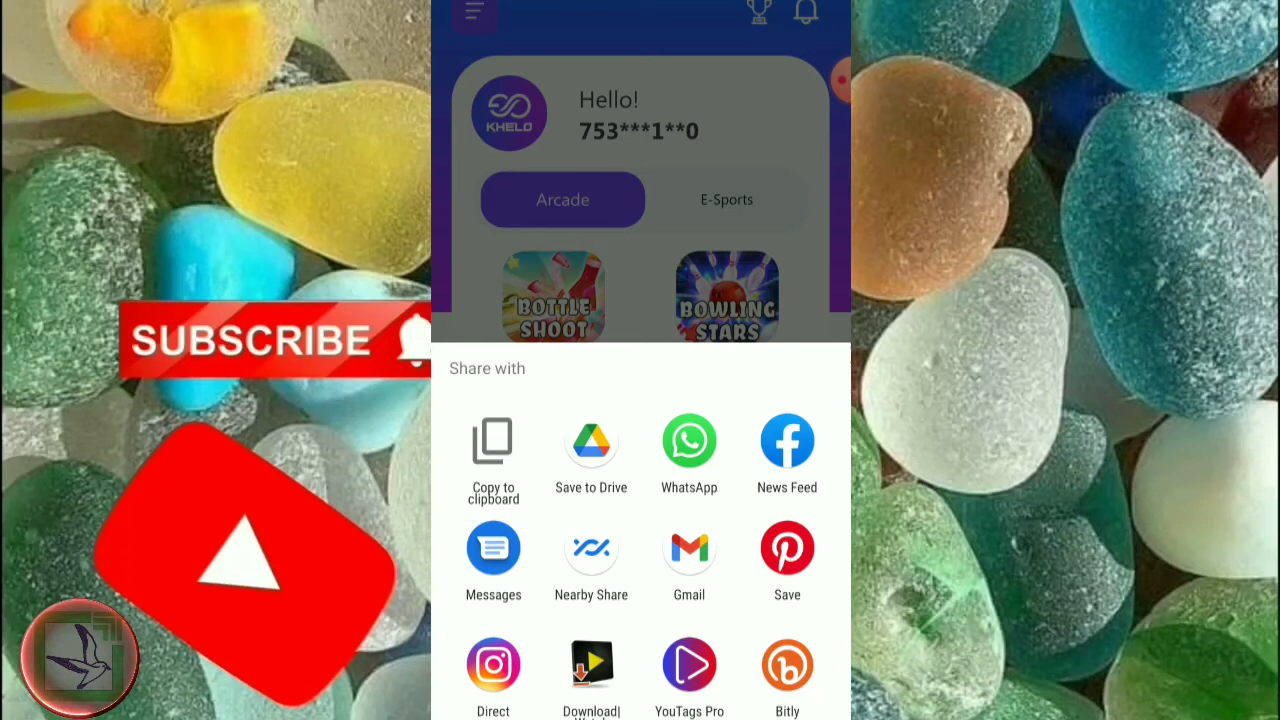 Hello!
KHELO
753***1**0
Arcade
E-Sports
BOTTLE
SHOOT
BOWLING
STARS
SUBSCRIBE
Share with
Copy to
clipboard
Save to Drive
WhatsApp
News Feed
Messages
Nearby Share
Gmail
Save
Direct
Download|
YouTags Pro
Bitly